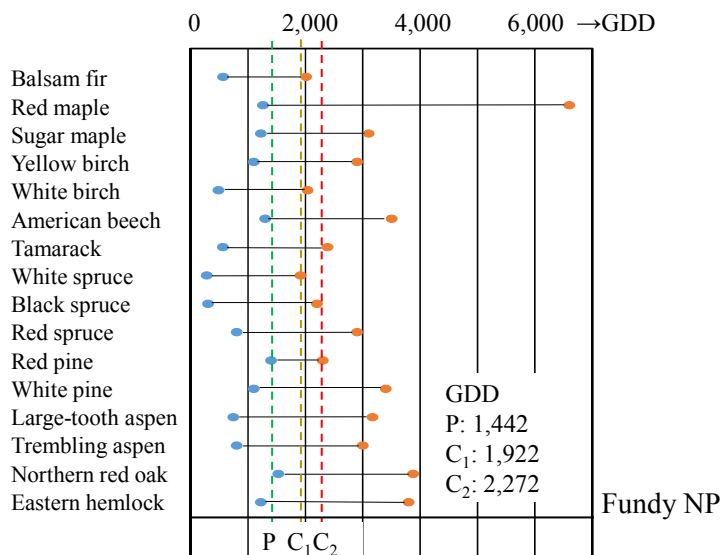 0 2,000 4,000 6,000 →GDD
Balsam fir
Red maple
Sugar maple
Yellow birch
White birch
American beech
Tamarack
White spruce
Black spruce
Red spruce
Red pine
White pine
Large-tooth aspen
Trembling aspen
Northern red oak
Eastern hemlock
GDD
P: 1,442
C₁: 1,922
C₂: 2,272
Fundy NP
P C₁ C₂